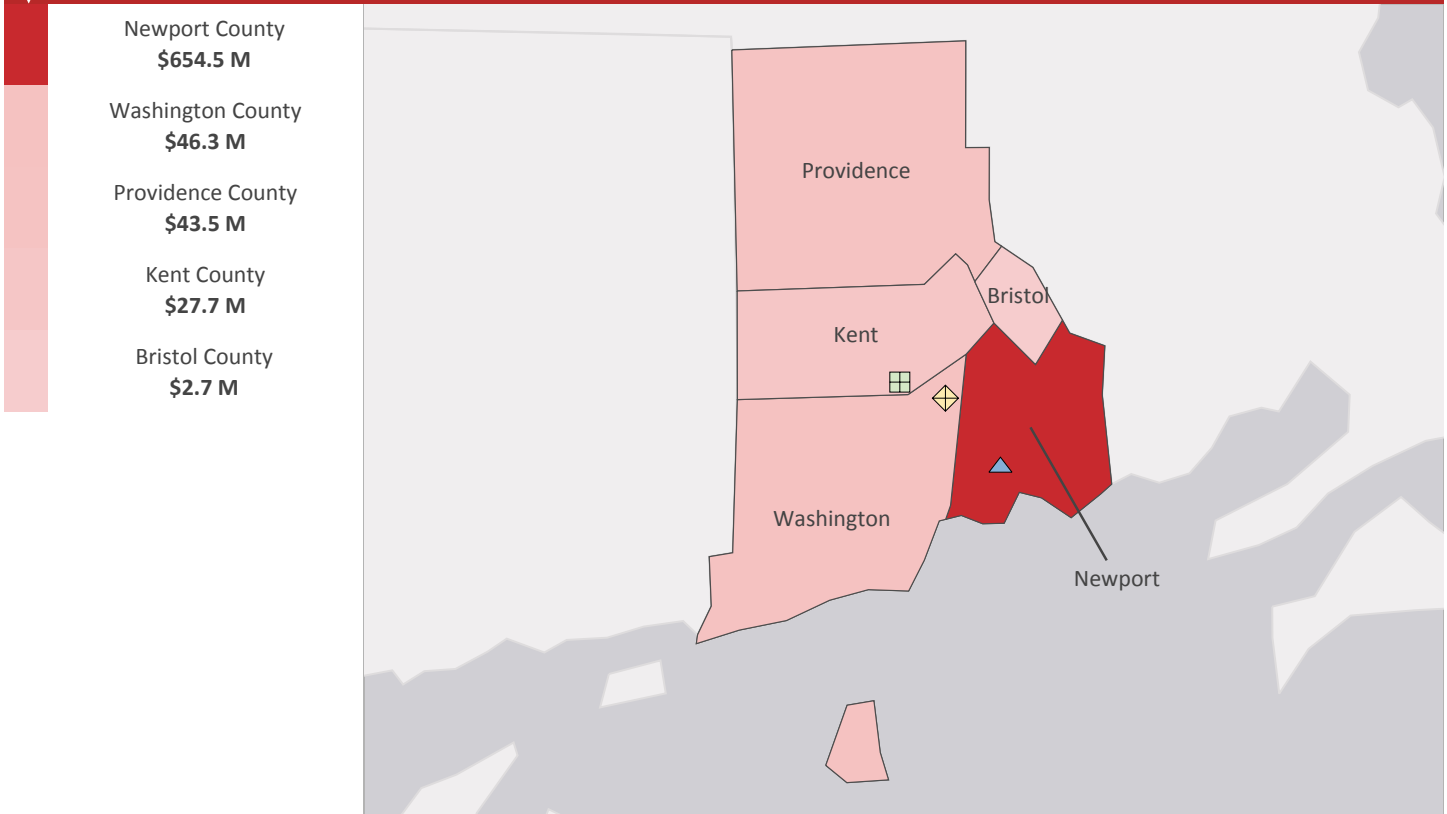 Newport County
$654.5 M
Washington County
$46.3 M
Providence County
$43.5 M
Kent County
$27.7 M
Bristol County
$2.7 M
Providence
Bristol
Kent
Washington
Newport